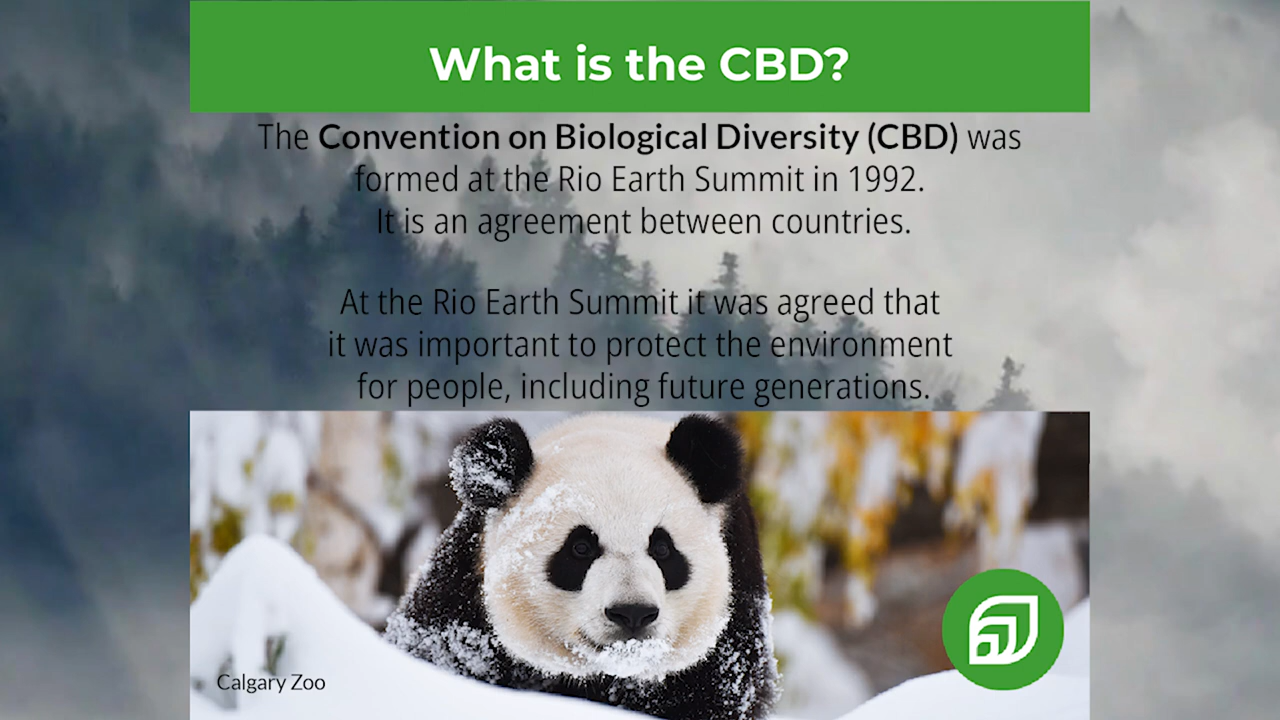 What is the CBD?
The Convention on Biological Diversity (CBD) was
formed at the Rio Earth Summit in 1992.
It is an agreement between countries.
At the Rio Earth Summit it was agreed that
it was important to protect the environment
for people, including future generations.
Calgary Zoo